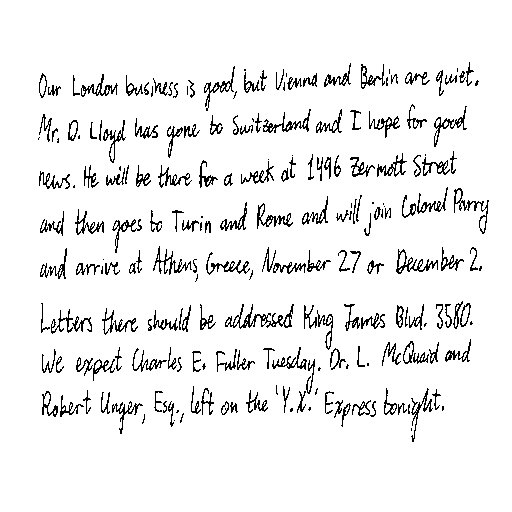 Our London business is good, but Vienna and Berlin are quiet.
Mr. D. Lloyd has gone to Switzerland and I hope for good
news. He will be there for a week at 1496 Zermott Street
and then goes to Turin and Rome and will join Colonel Parry
and arrive at Athens, Greece, November 27 or December 2.
Letters there should be addressed King James Blvd. 3580.
We expect Charles E. Fuller Tuesday. Dr. L. McQuaid and
Robert Unger, Esq., left on the 'Y.X.' Express tonight.